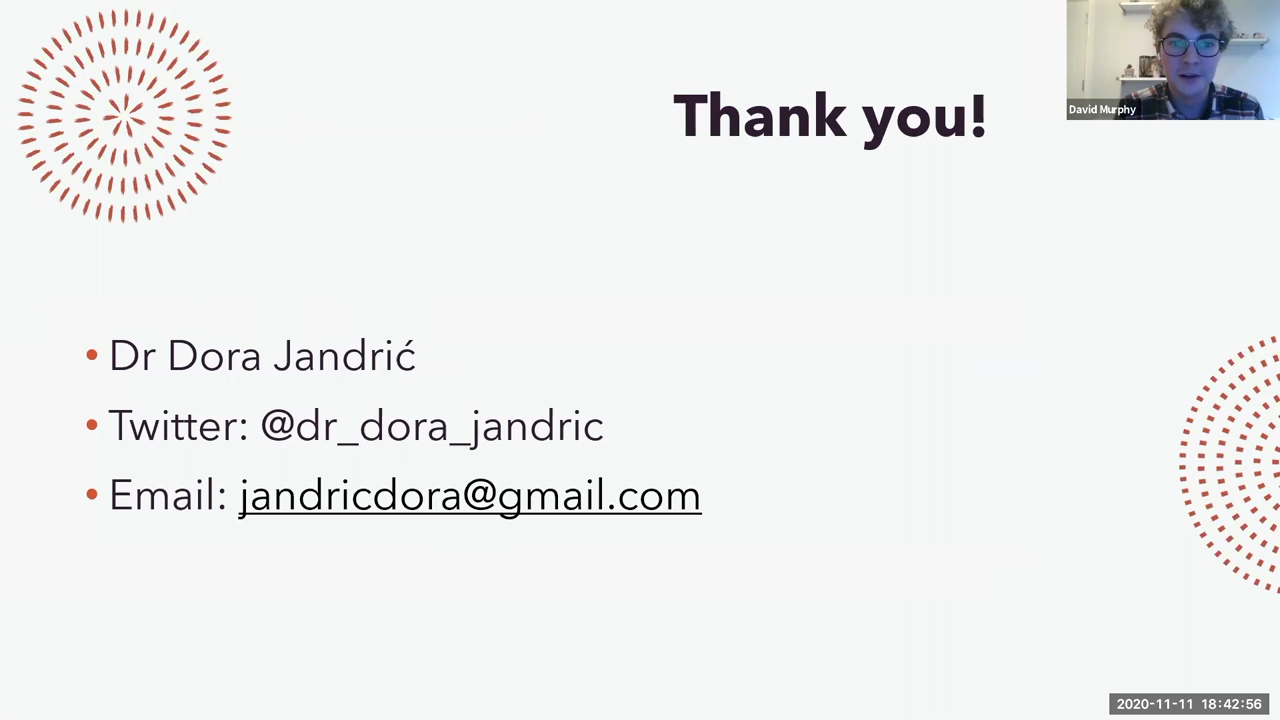 Thank you!
David Murphy
• Dr Dora Jandrić
• Twitter: @dr_dora_jandric
• Email: jandricdora@gmail.com
2020-11-11 18:42:56